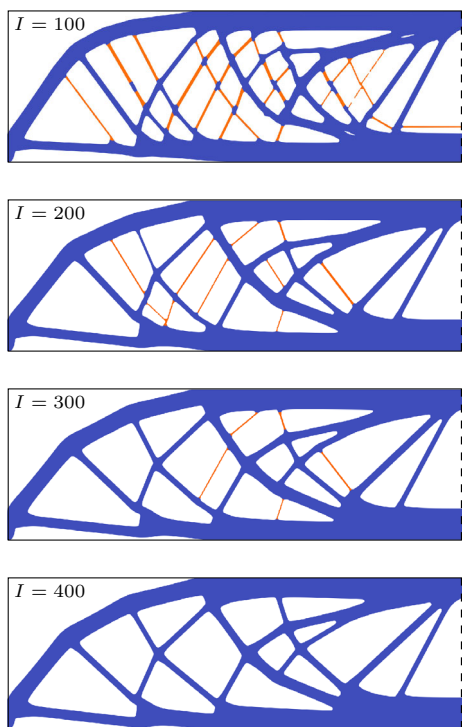 I = 100
I = 200
I = 300
I = 400